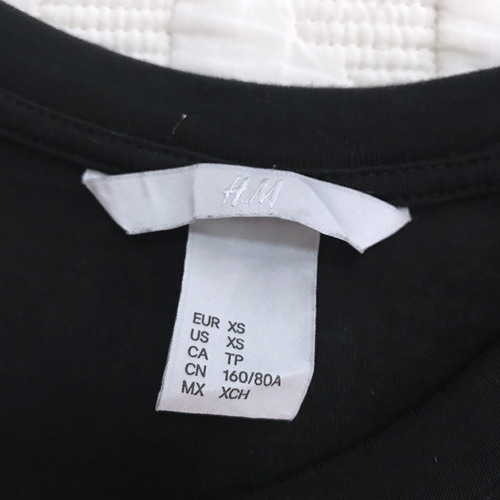 H&M
EUR XS
US XS
CA TP
CN 160/80A
MX XCH